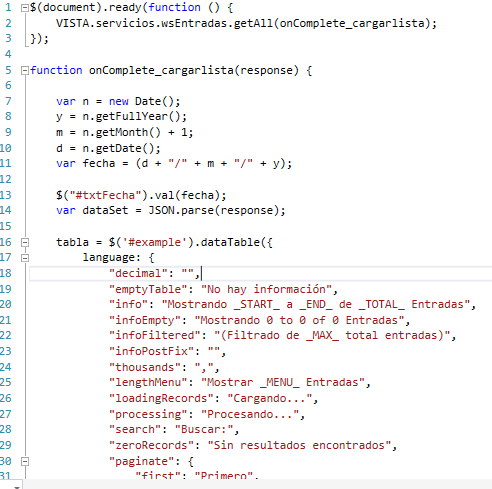 1 $(document).ready(function () {
2 VISTA.servicios.wsEntradas.getAll(onComplete_cargarlista);
3 });
4
5 function onComplete_cargarlista(response) {
6
7 var n = new Date();
8 y = n.getFullYear();
9 m = n.getMonth() + 1;
10 d = n.getDate();
11 var fecha = (d + "/" + m + "/" + y);
12
13 $("#txtFecha").val(fecha);
14 var dataSet = JSON.parse(response);
15
16 tabla = $('#example').dataTable({
17 language: {
18 "decimal": "",
19 "emptyTable": "No hay información",
20 "info": "Mostrando _START_ a _END_ de _TOTAL_ Entradas",
21 "infoEmpty": "Mostrando 0 to 0 of 0 Entradas",
22 "infoFiltered": "(Filtrado de _MAX_ total entradas)",
23 "infoPostFix": "",
24 "thousands": ",",
25 "lengthMenu": "Mostrar _MENU_ Entradas",
26 "loadingRecords": "Cargando...",
27 "processing": "Procesando...",
28 "search": "Buscar:",
29 "zeroRecords": "Sin resultados encontrados",
30 "paginate": {
31 "first": "Primero",